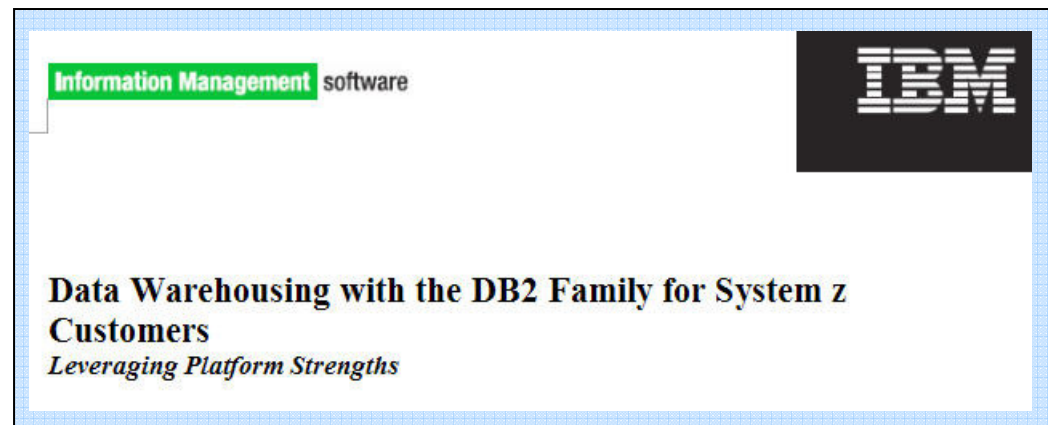 Information Management software
IBM
Data Warehousing with the DB2 Family for System z
Customers
Leveraging Platform Strengths